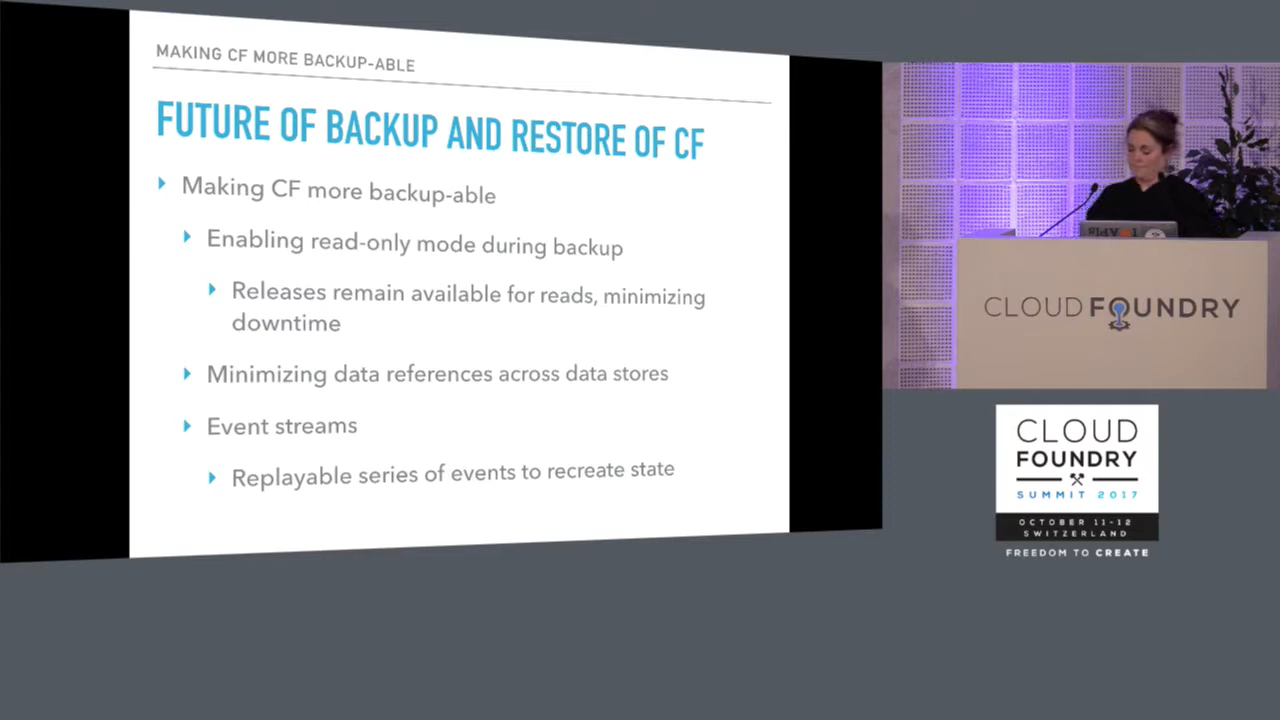 MAKING CF MORE BACKUP-ABLE
FUTURE OF BACKUP AND RESTORE OF CF
Making CF more backup-able
Enabling read-only mode during backup
Releases remain available for reads, minimizing
downtime
Minimizing data references across data stores
Event streams
Replayable series of events to recreate state
CLOUD FOUNDRY
CLOUD
FOUNDRY
SUMMIT 2017
OCTOBER 11-12
SWITZERLAND
FREEDOM TO CREATE